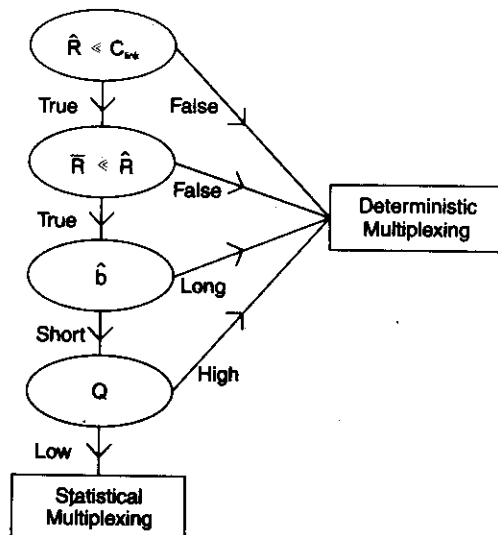 R̂ ≪ C_link
True
False
R̄ ≪ R̂
False
True
Deterministic
Multiplexing
b̂
Long
Short
Q
High
Low
Statistical
Multiplexing